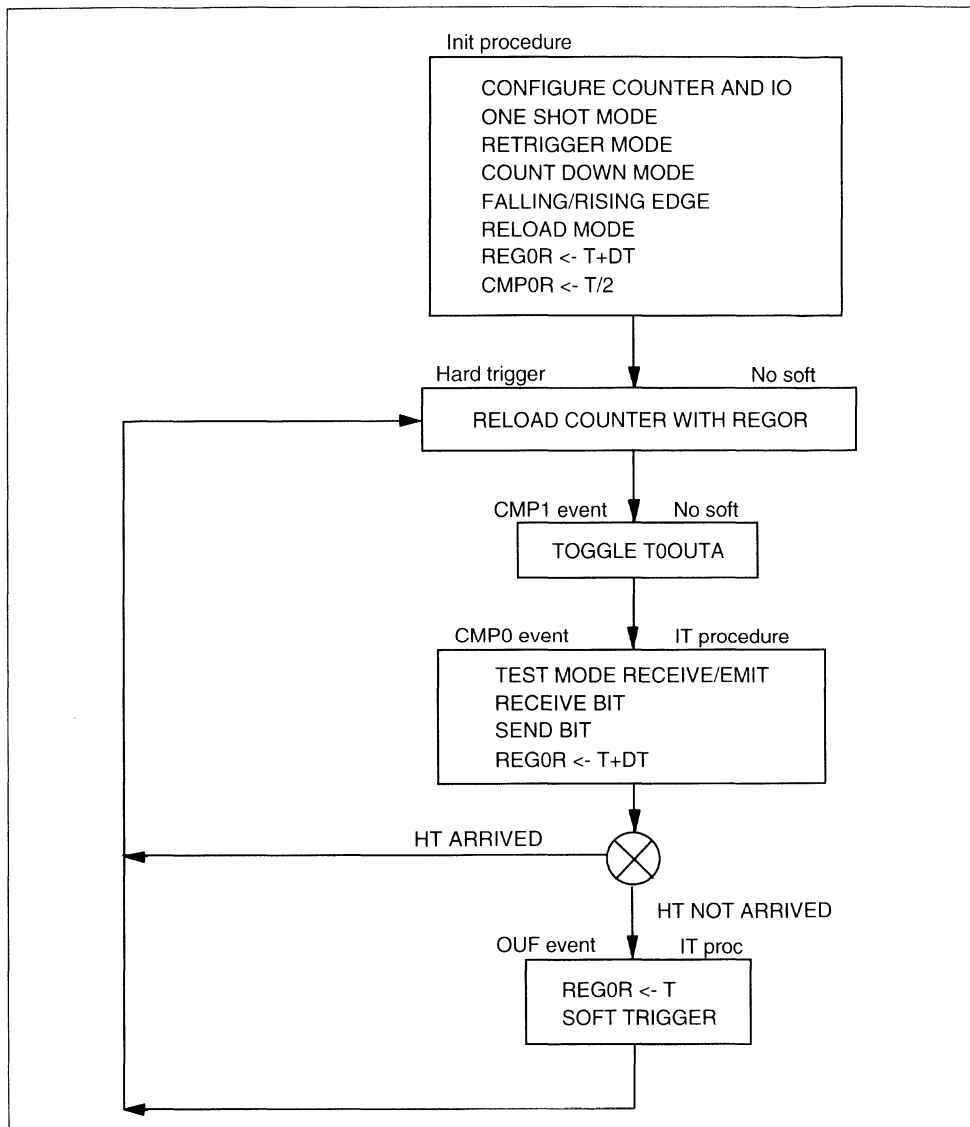 Init procedure
CONFIGURE COUNTER AND IO
ONE SHOT MODE
RETRIGGER MODE
COUNT DOWN MODE
FALLING/RISING EDGE
RELOAD MODE
REG0R <- T+DT
CMP0R <- T/2
Hard trigger No soft
RELOAD COUNTER WITH REGOR
CMP1 event No soft
TOGGLE T0OUTA
CMP0 event IT procedure
TEST MODE RECEIVE/EMIT
RECEIVE BIT
SEND BIT
REG0R <- T+DT
HT ARRIVED
HT NOT ARRIVED
OUF event IT proc
REG0R <- T
SOFT TRIGGER